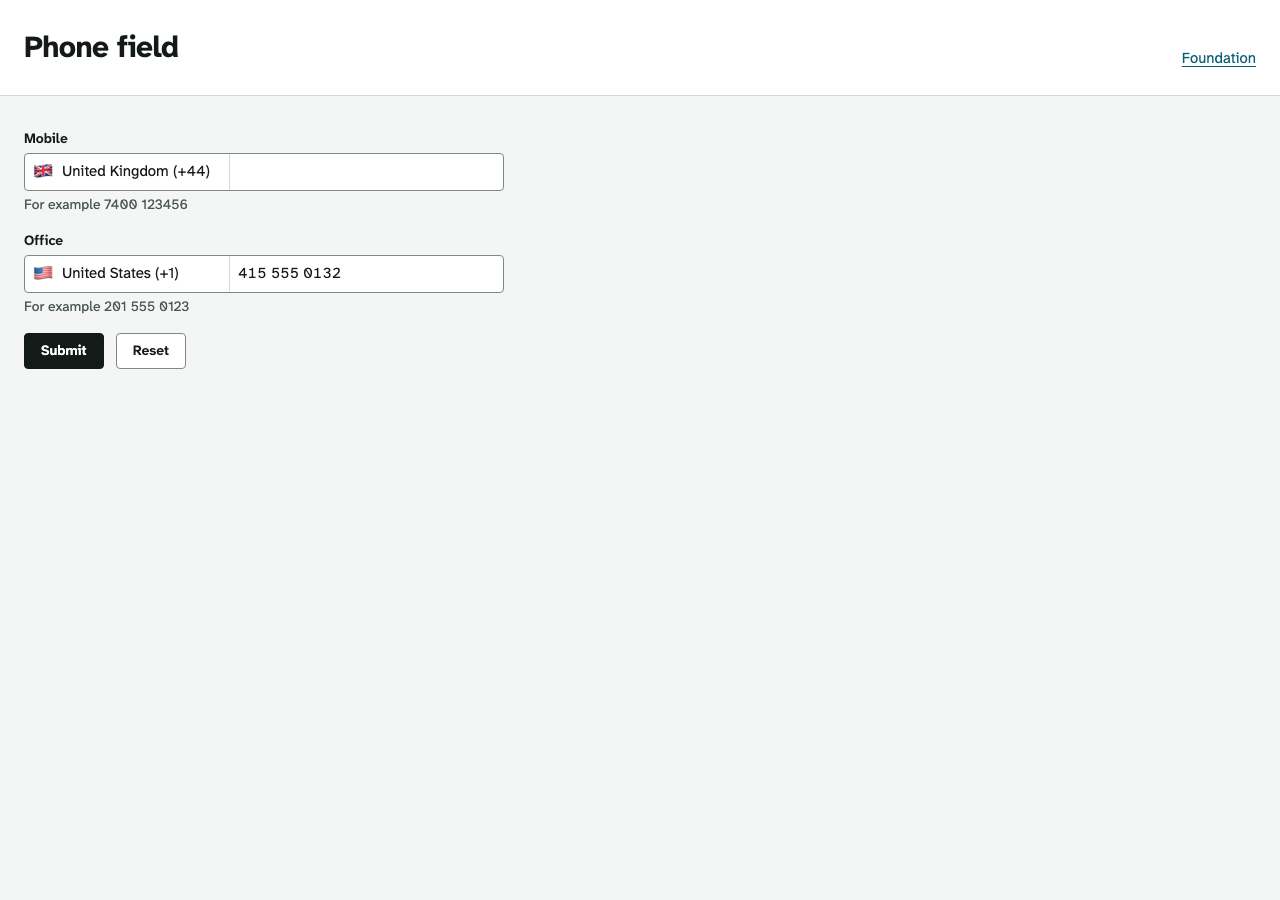 Phone field
Foundation
Mobile
United Kingdom (+44)
For example 7400 123456
Office
United States (+1) 415 555 0132
For example 201 555 0123
Submit Reset